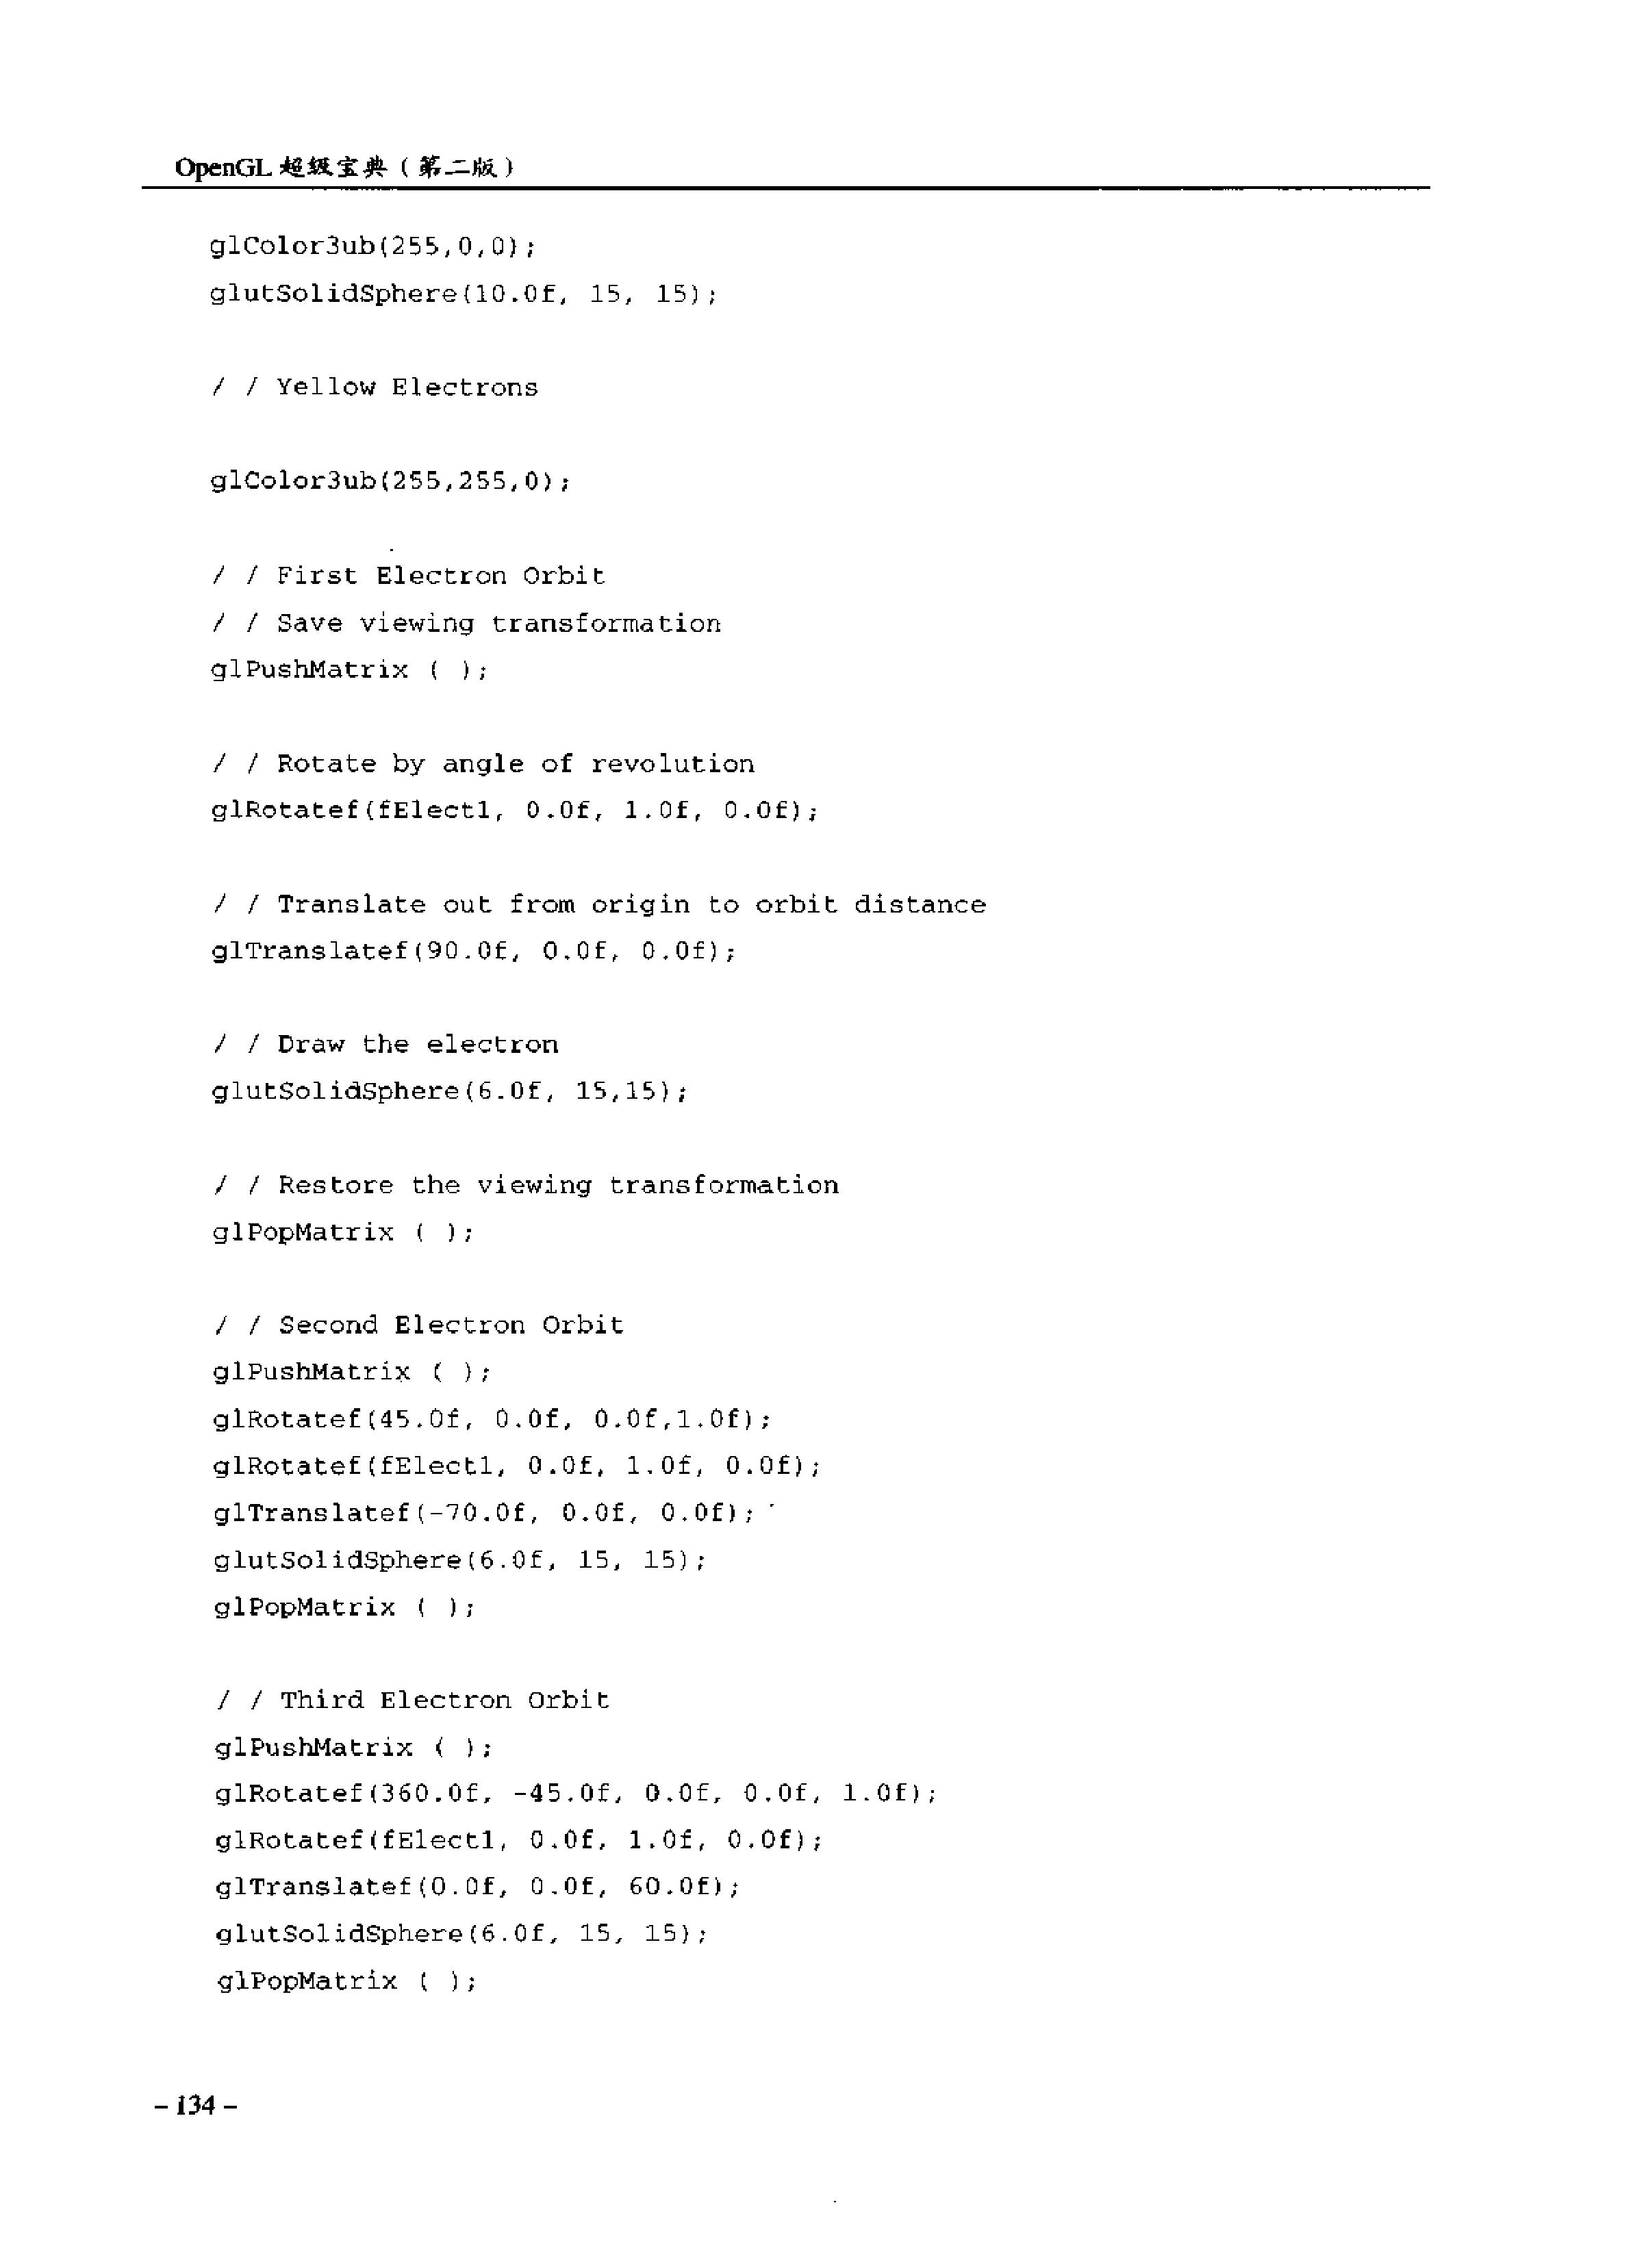 OpenGL 超级宝典（第二版）
glColor3ub(255,0,0);
glutSolidSphere(10.0f, 15, 15);
/ / Yellow Electrons
glColor3ub(255,255,0);
/ / First Electron Orbit
/ / Save viewing transformation
glPushMatrix ( );
/ / Rotate by angle of revolution
glRotatef(fElect1, 0.0f, 1.0f, 0.0f);
/ / Translate out from origin to orbit distance
glTranslatef(90.0f, 0.0f, 0.0f);
/ / Draw the electron
glutSolidSphere(6.0f, 15,15);
/ / Restore the viewing transformation
glPopMatrix ( );
/ / Second Electron Orbit
glPushMatrix ( );
glRotatef(45.0f, 0.0f, 0.0f,1.0f);
glRotatef(fElect1, 0.0f, 1.0f, 0.0f);
glTranslatef(-70.0f, 0.0f, 0.0f);
glutSolidSphere(6.0f, 15, 15);
glPopMatrix ( );
/ / Third Electron Orbit
glPushMatrix ( );
glRotatef(360.0f, -45.0f, 0.0f, 0.0f, 1.0f);
glRotatef(fElect1, 0.0f, 1.0f, 0.0f);
glTranslatef(0.0f, 0.0f, 60.0f);
glutSolidSphere(6.0f, 15, 15);
glPopMatrix ( );
- 134 -